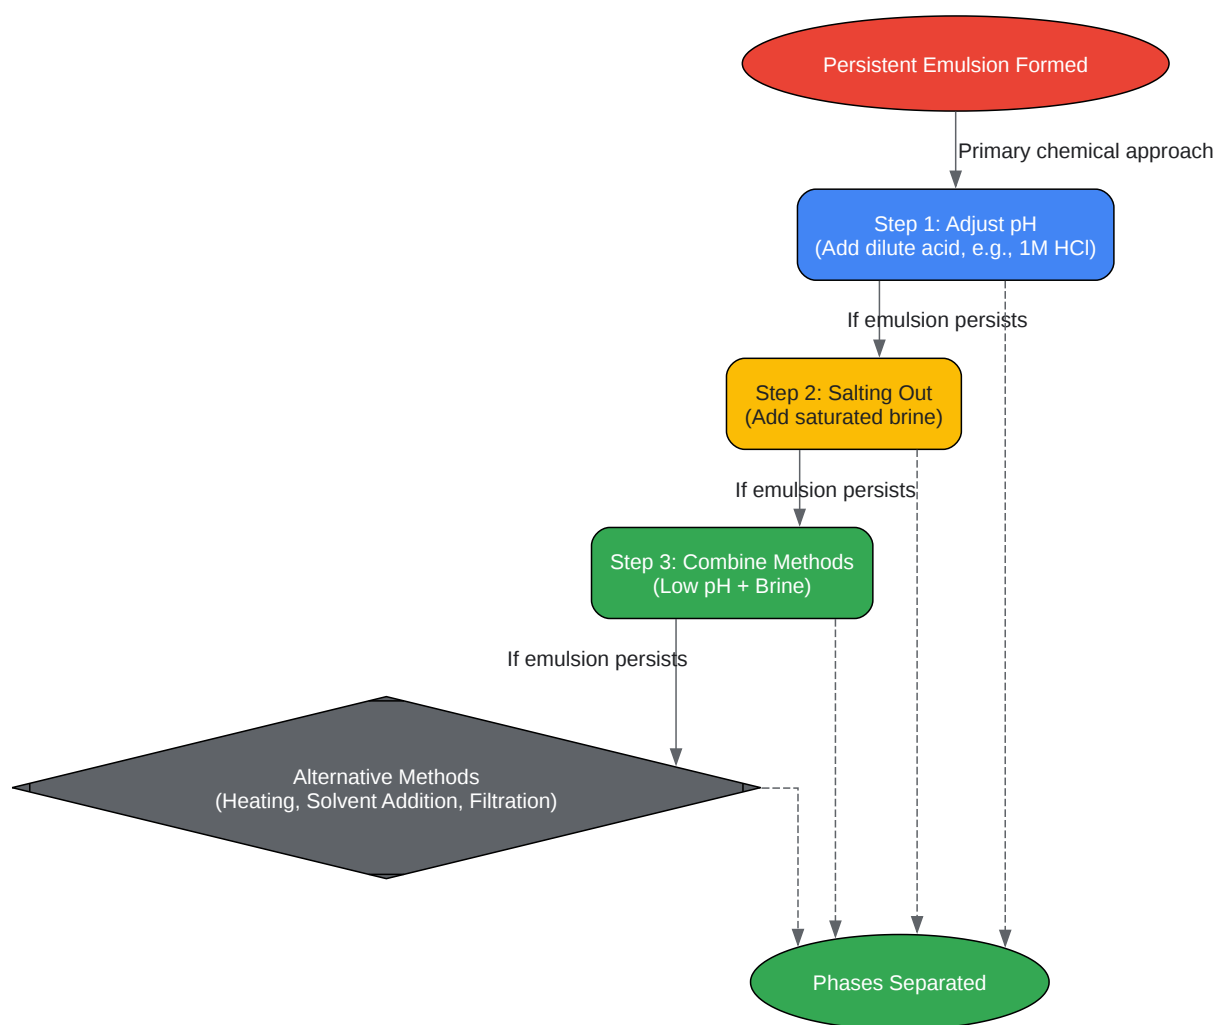 Persistent Emulsion Formed
Primary chemical approach
Step 1: Adjust pH
(Add dilute acid, e.g., 1M HCl)
If emulsion persists
Step 2: Salting Out
(Add saturated brine)
If emulsion persists
Step 3: Combine Methods
(Low pH + Brine)
If emulsion persists
Alternative Methods
(Heating, Solvent Addition, Filtration)
Phases Separated